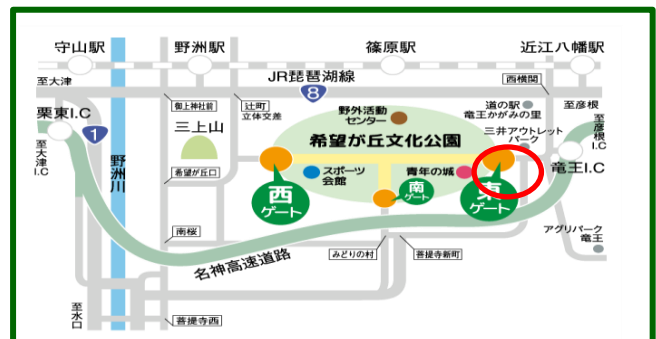 守山駅
野洲駅
篠原駅
近江八幡駅
JR琵琶湖線
至大津
8
西横関
御上神社前
辻町
立体交差
野外活動
センター
道の駅
竜王かがみの里
至彦根
栗東I.C
1
三上山
希望が丘文化公園
三井アウトレット
パーク
至彦根I.C
至大津I.C
野洲川
希望が丘口
スポーツ
会館
青年の城
竜王I.C
西
ゲート
南
ゲート
東
ゲート
南桜
みどりの村
菩提寺新町
アグリパーク
竜王
名神高速道路
至水口
菩提寺西